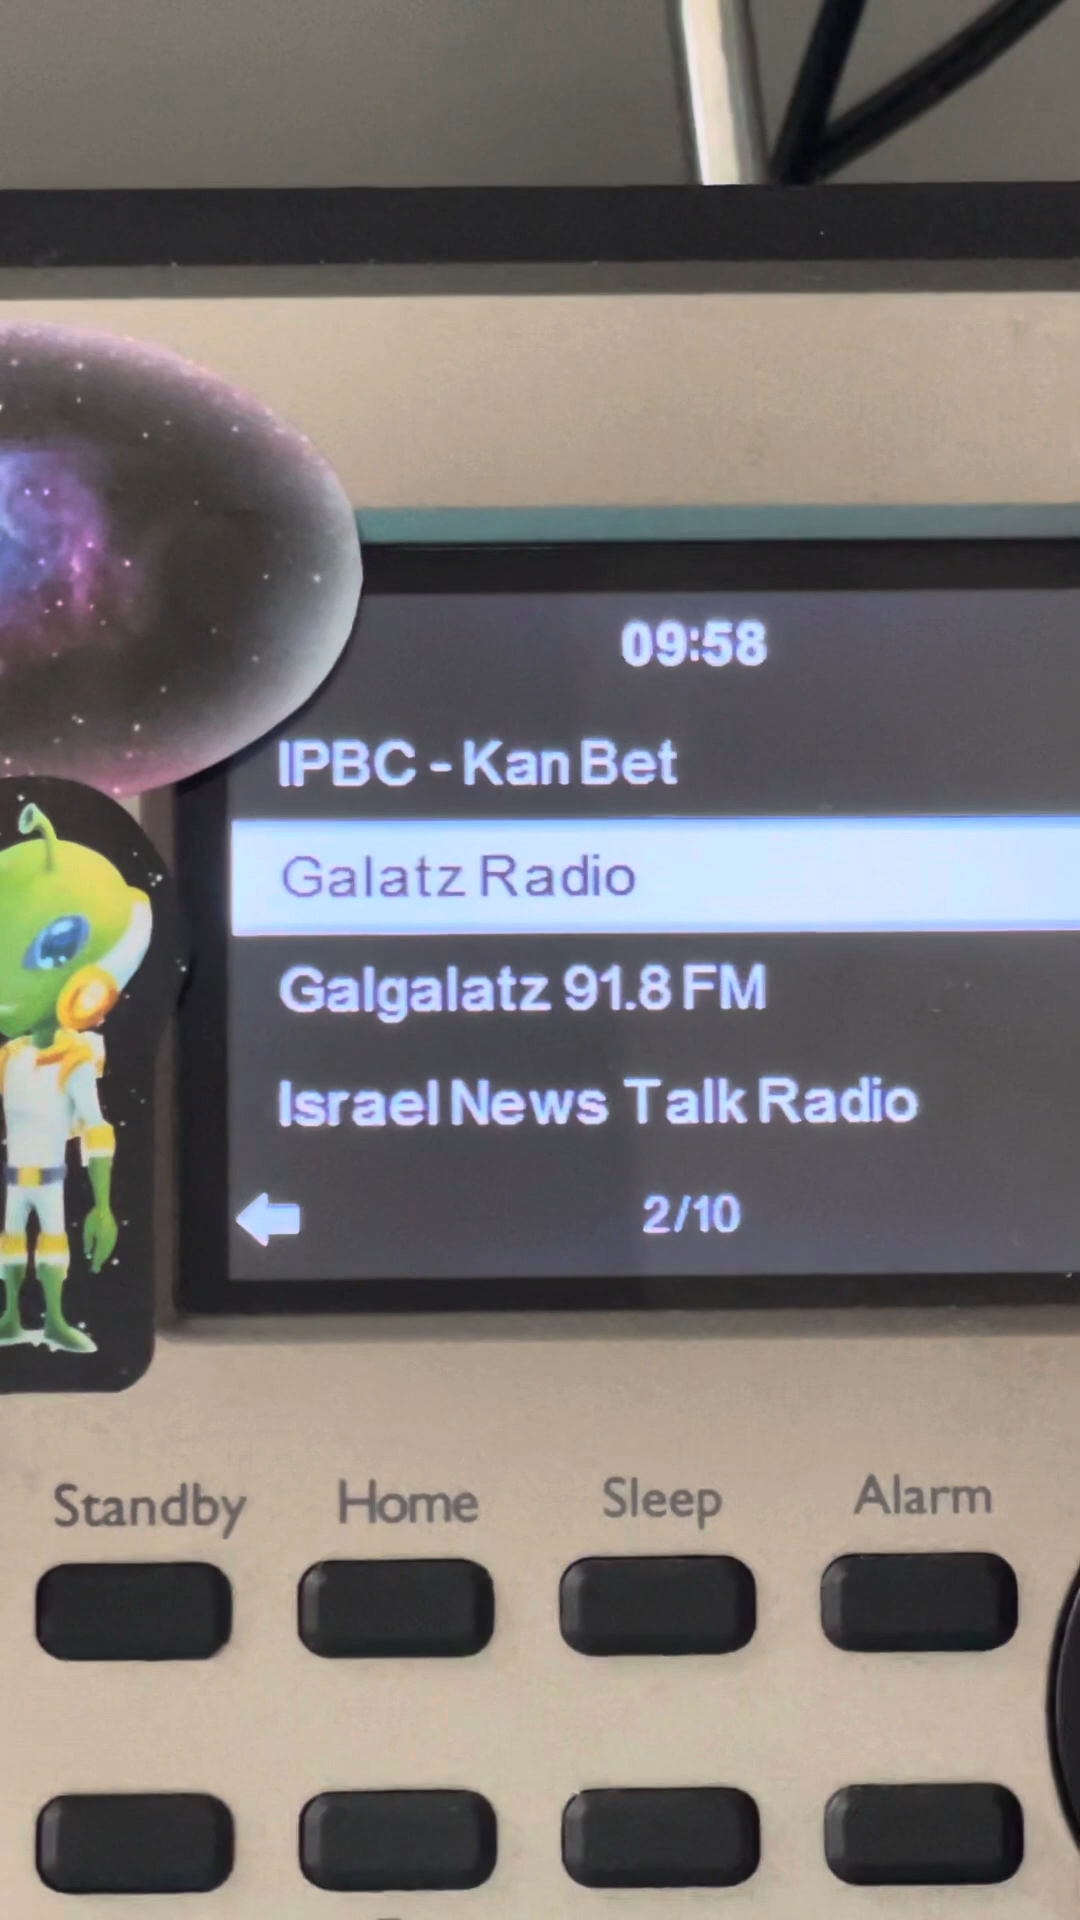 09:58
IPBC - Kan Bet
Galatz Radio
Galgalatz 91.8 FM
Israel News Talk Radio
2/10
Standby Home Sleep Alarm